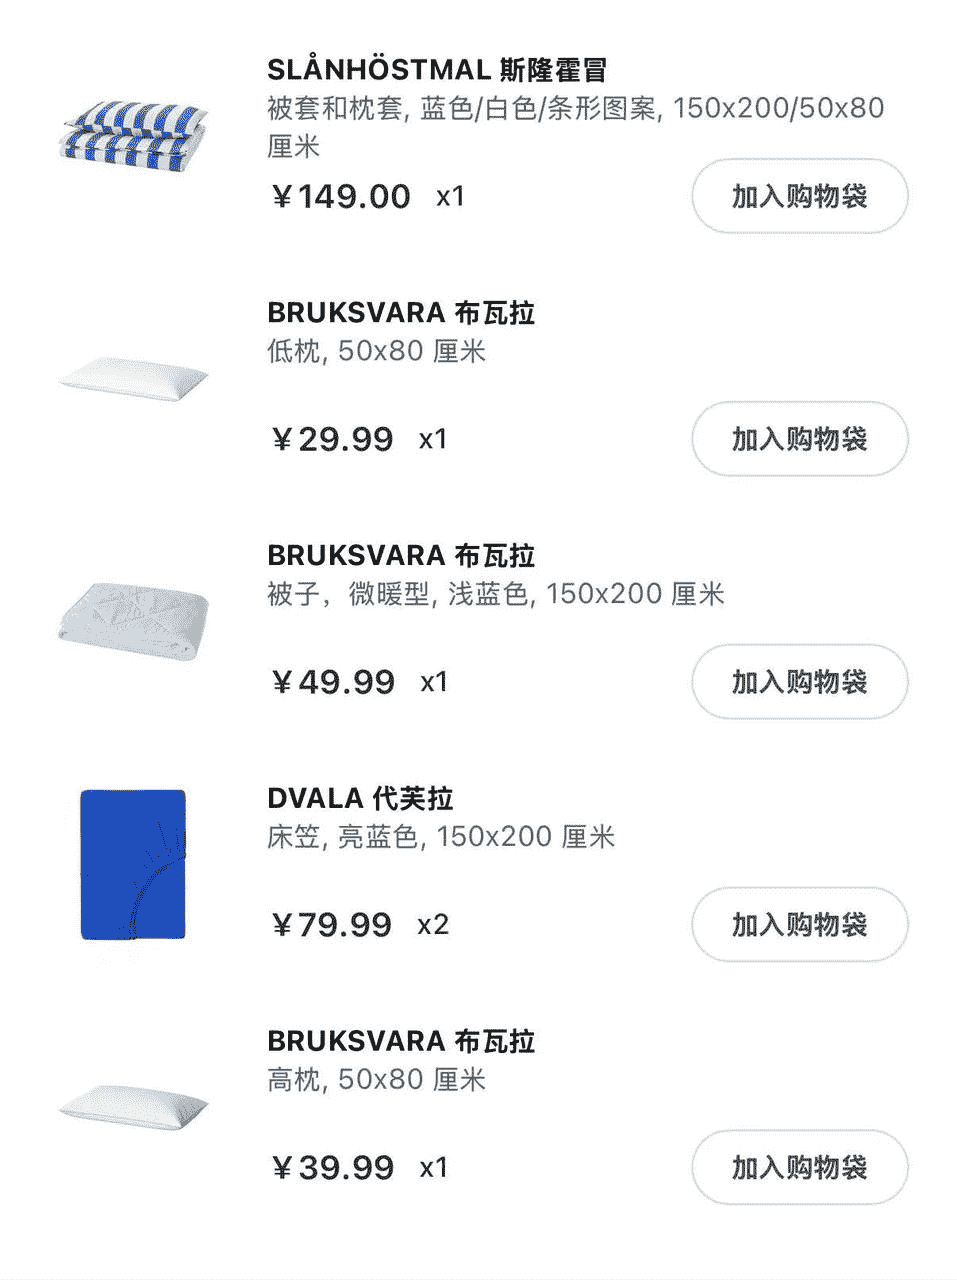 SLÅNHÖSTMAL 斯隆霍冒
被套和枕套, 蓝色/白色/条形图案, 150x200/50x80
厘米
¥149.00 x1 加入购物袋
BRUKSVARA 布瓦拉
低枕, 50x80 厘米
¥29.99 x1 加入购物袋
BRUKSVARA 布瓦拉
被子，微暖型, 浅蓝色, 150x200 厘米
¥49.99 x1 加入购物袋
DVALA 代芙拉
床笠, 亮蓝色, 150x200 厘米
¥79.99 x2 加入购物袋
BRUKSVARA 布瓦拉
高枕, 50x80 厘米
¥39.99 x1 加入购物袋